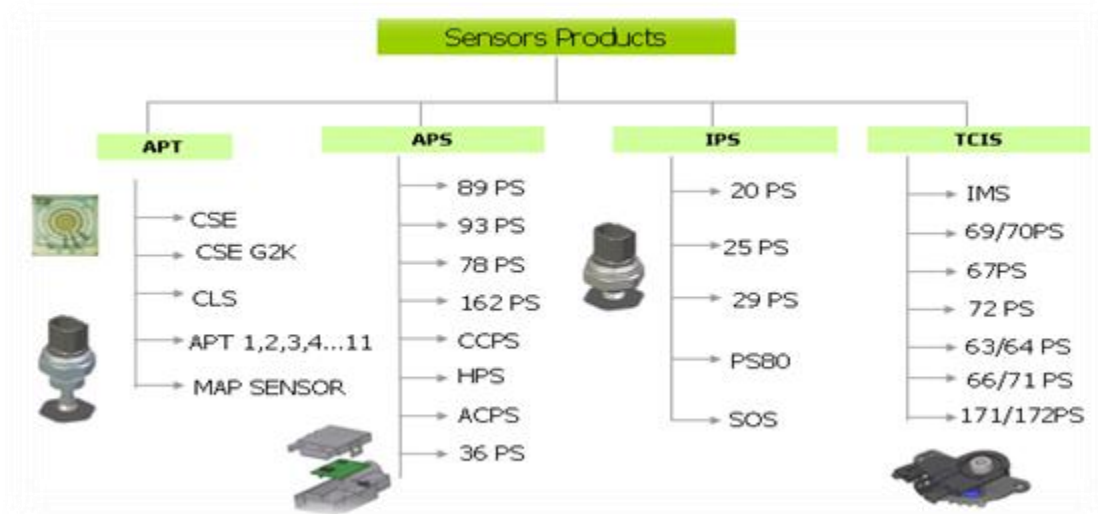 Sensors Products
APT
CSE
CSE G2K
CLS
APT 1,2,3,4...11
MAP SENSOR
APS
89 PS
93 PS
78 PS
162 PS
CCPS
HPS
ACPS
36 PS
IPS
20 PS
25 PS
29 PS
PS80
SOS
TCIS
IMS
69/70PS
67PS
72 PS
63/64 PS
66/71 PS
171/172PS